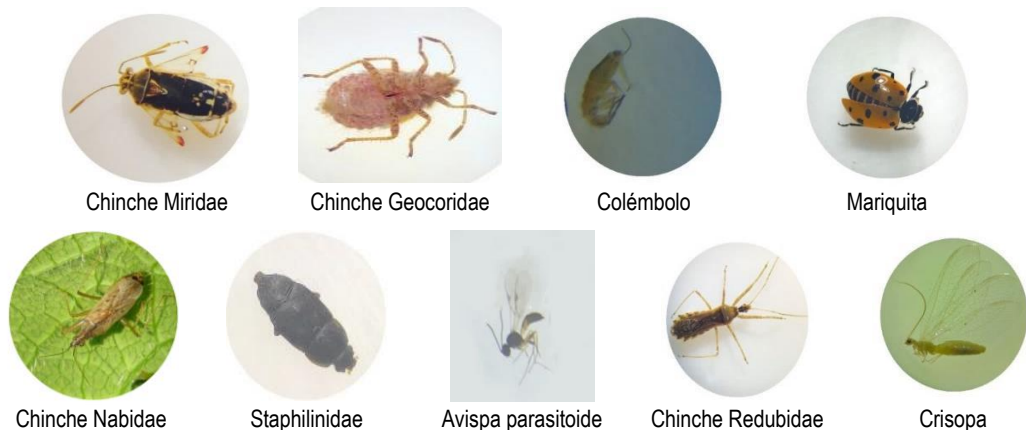 Chinche Miridae
Chinche Geocoridae
Colémbolo
Mariquita
Chinche Nabidae
Staphilinidae
Avispa parasitoide
Chinche Redubidae
Crisopa